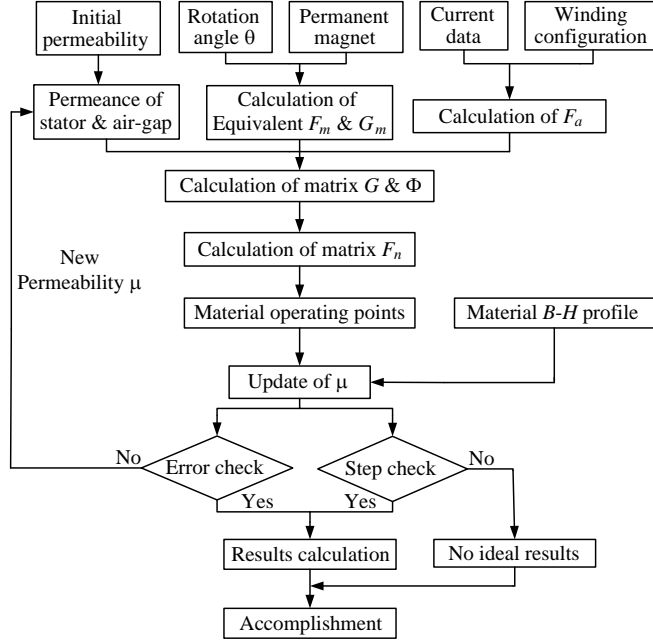 Initial
permeability
Rotation
angle θ
Permanent
magnet
Current
data
Winding
configuration
Permeance of
stator & air-gap
Calculation of
Equivalent Fm & Gm
Calculation of Fa
Calculation of matrix G & Φ
New
Permeability μ
Calculation of matrix Fn
Material operating points
Material B-H profile
Update of μ
No
Error check
Step check
No
Yes
Yes
Results calculation
No ideal results
Accomplishment